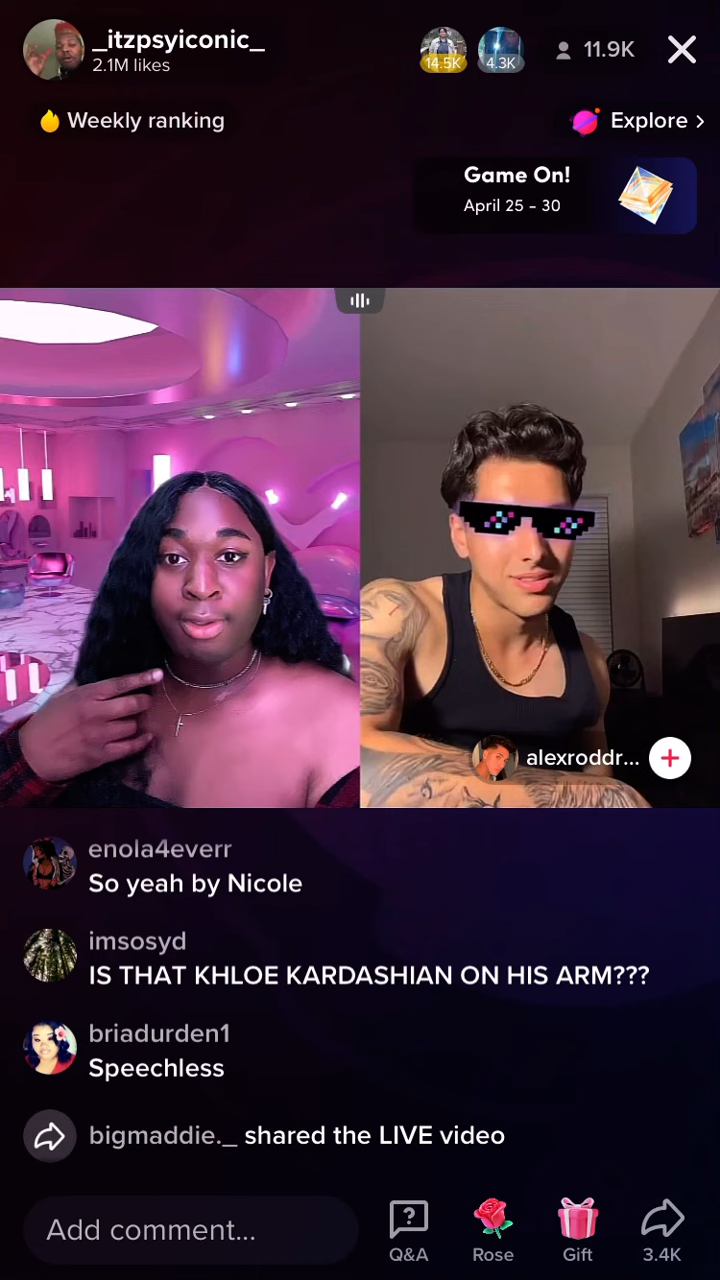 _itzpsyiconic_
2.1M likes
14.5K
4.3K
11.9K
Weekly ranking
Explore >
Game On!
April 25 - 30
alexroddr...
enola4everr
So yeah by Nicole
imsosyd
IS THAT KHLOE KARDASHIAN ON HIS ARM???
briadurden1
Speechless
bigmaddie._ shared the LIVE video
Add comment...
Q&A
Rose
Gift
3.4K